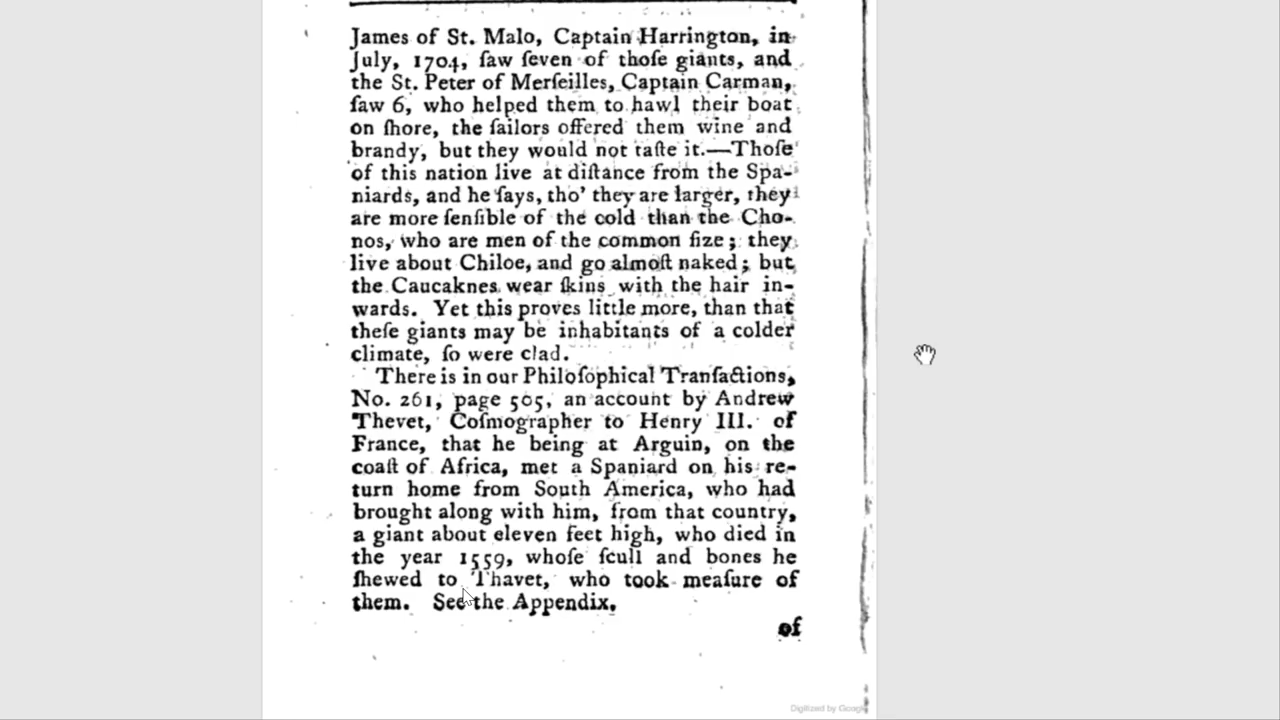 James of St. Malo, Captain Harrington, in
July, 1704, ſaw ſeven of thoſe giants, and
the St. Peter of Merſeilles, Captain Carman,
ſaw 6, who helped them to hawl their boat
on ſhore, the ſailors offered them wine and
brandy, but they would not taſte it.—Thoſe
of this nation live at diſtance from the Spa-
niards, and he ſays, tho' they are larger, they
are more ſenſible of the cold than the Cho-
nos, who are men of the common ſize; they
live about Chiloe, and go almoſt naked; but
the Caucaknes wear ſkins with the hair in-
wards. Yet this proves little more, than that
theſe giants may be inhabitants of a colder
climate, ſo were clad.
There is in our Philoſophical Tranſactions,
No. 261, page 505, an account by Andrew
Thevet, Coſmographer to Henry III. of
France, that he being at Arguin, on the
coaſt of Africa, met a Spaniard on his re-
turn home from South America, who had
brought along with him, from that country,
a giant about eleven feet high, who died in
the year 1559, whoſe ſcull and bones he
ſhewed to Thavet, who took meaſure of
them. See the Appendix.
of
Digitized by Google